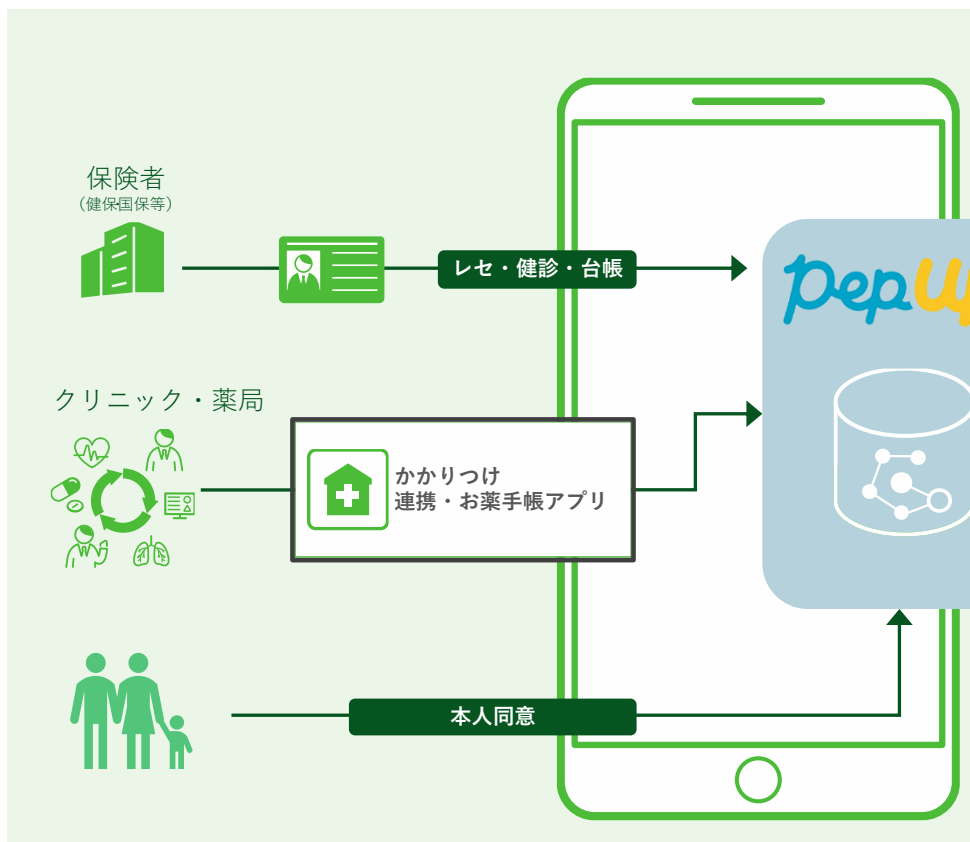 保険者
（健保国保等）
レセ・健診・台帳
pep
クリニック・薬局
かかりつけ
連携・お薬手帳アプリ
本人同意